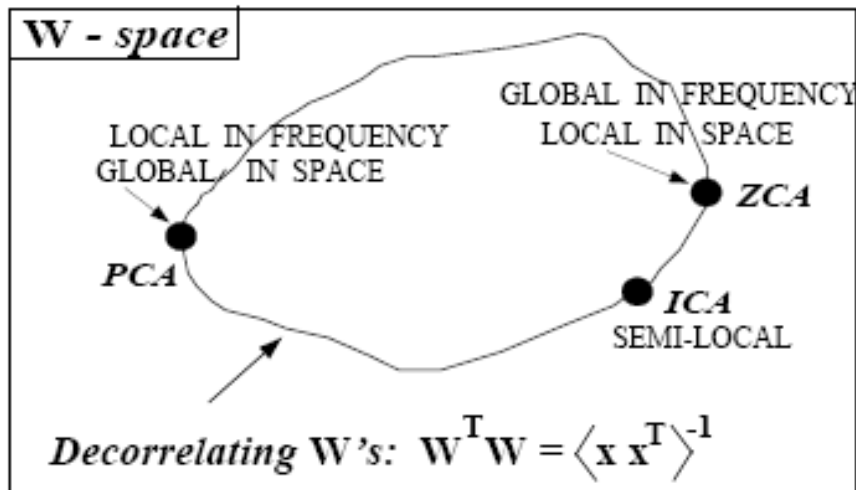 W - space
LOCAL IN FREQUENCY
GLOBAL IN SPACE
GLOBAL IN FREQUENCY
LOCAL IN SPACE
ZCA
PCA
ICA
SEMI-LOCAL
Decorrelating W's: W^T W = ⟨x x^T⟩^-1